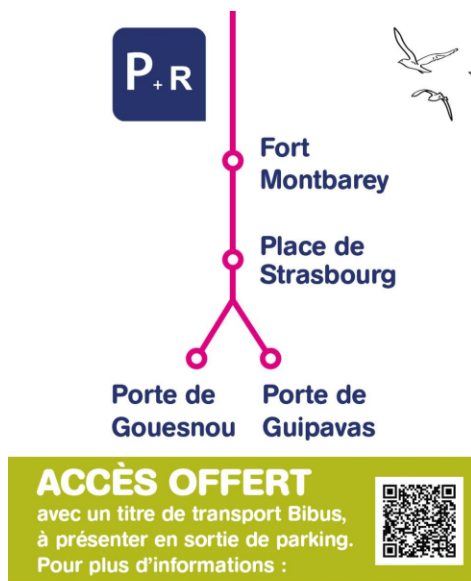 P+R
Fort
Montbarey
Place de
Strasbourg
Porte de
Gouesnou
Porte de
Guipavas
ACCÈS OFFERT
avec un titre de transport Bibus,
à présenter en sortie de parking.
Pour plus d'informations :